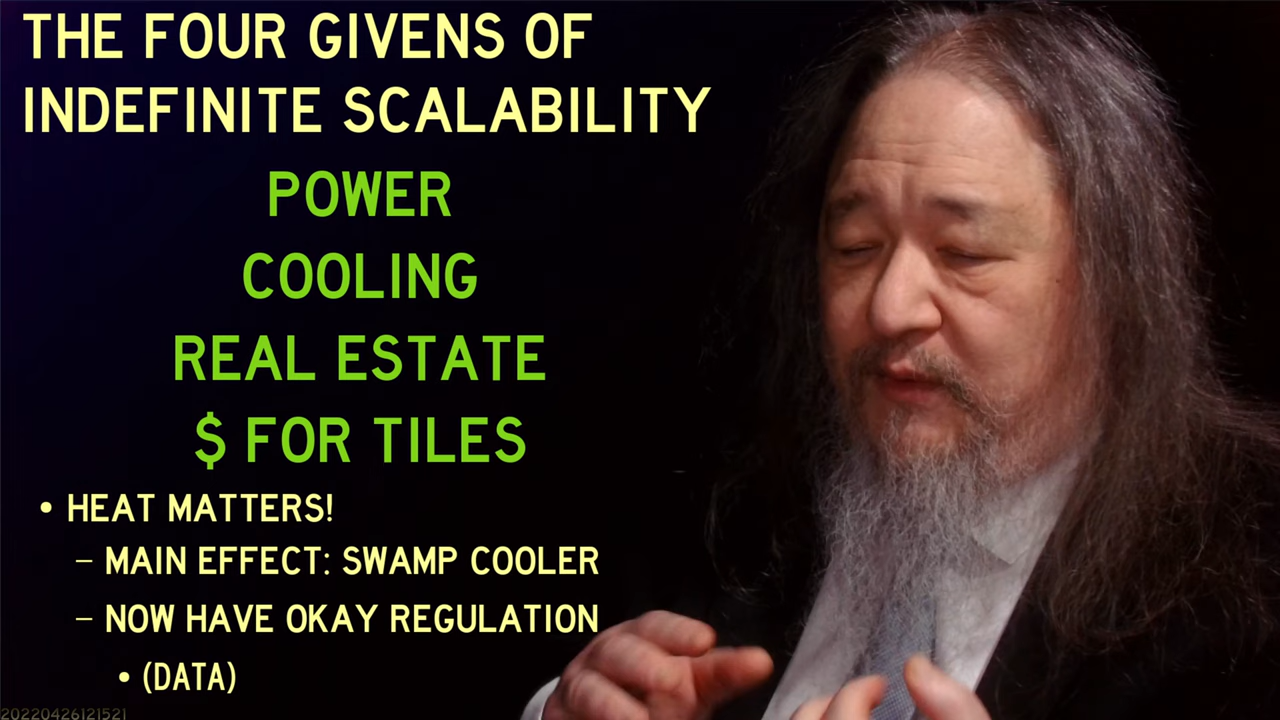 THE FOUR GIVENS OF
INDEFINITE SCALABILITY
POWER
COOLING
REAL ESTATE
$ FOR TILES
• HEAT MATTERS!
– MAIN EFFECT: SWAMP COOLER
– NOW HAVE OKAY REGULATION
• (DATA)
20220426121521